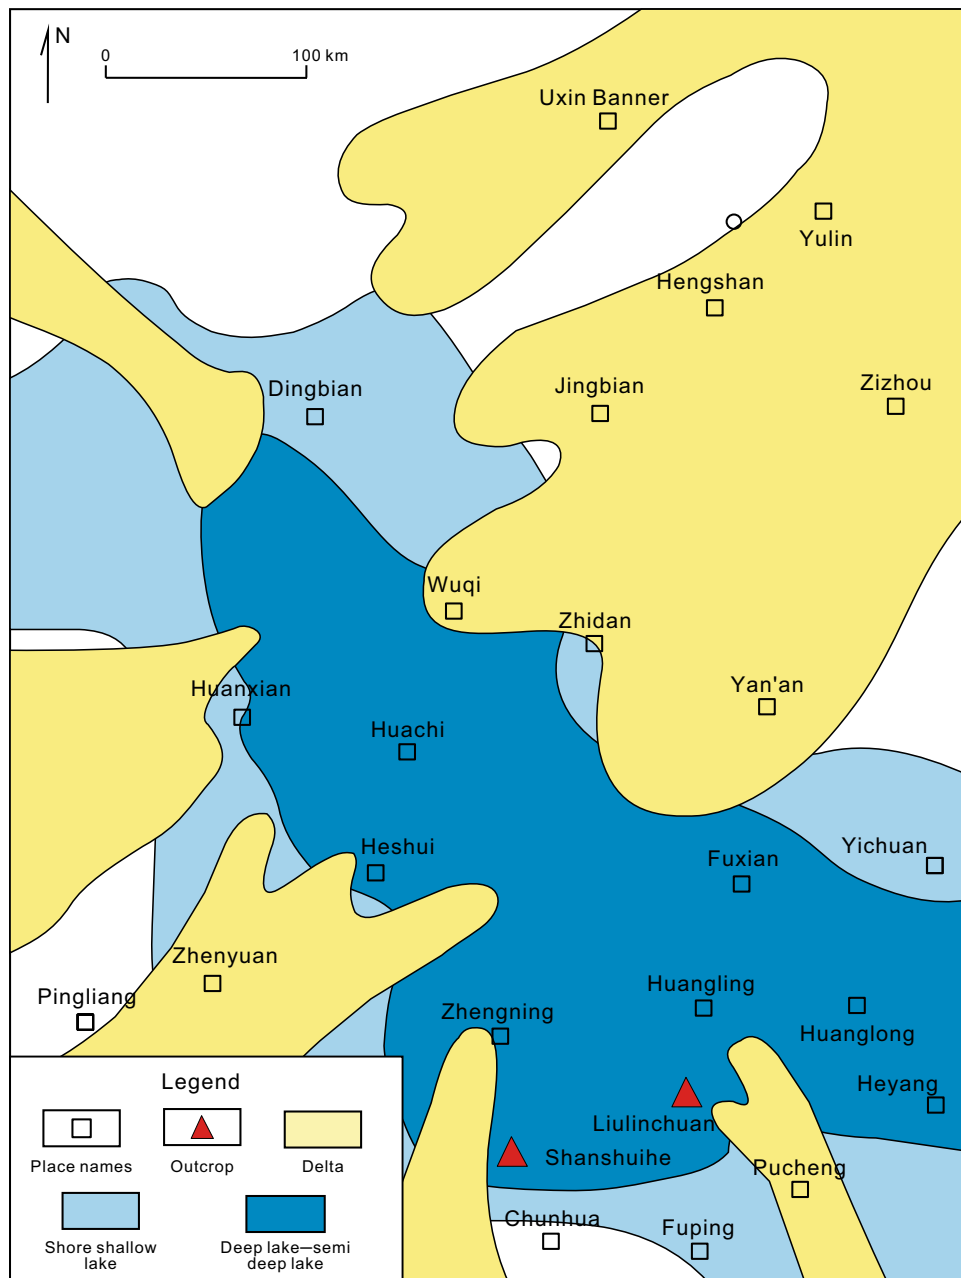 N
0 100 km
Uxin Banner
Yulin
Hengshan
Dingbian
Jingbian
Zizhou
Wuqi
Zhidan
Huanxian
Yan'an
Huachi
Heshui
Fuxian
Yichuan
Zhenyuan
Pingliang
Huangling
Zhengning
Huanglong
Heyang
Liulinchuan
Shanshuihe
Pucheng
Chunhua
Fuping
Legend
Place names
Outcrop
Delta
Shore shallow
lake
Deep lake—semi
deep lake